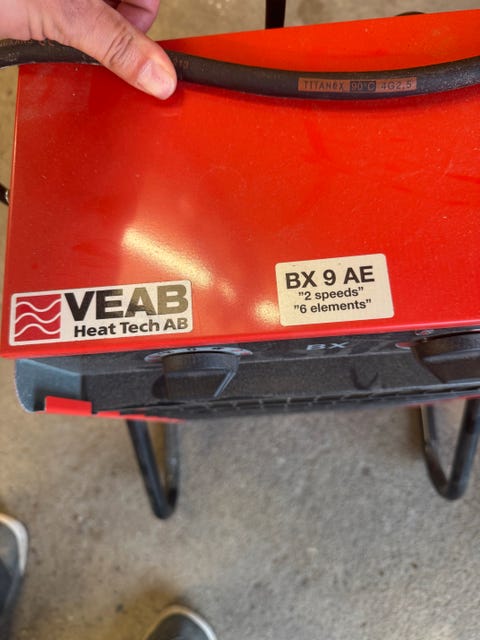 TITANEX 90°C 4G2,5
VEAB
Heat Tech AB
BX 9 AE
"2 speeds"
"6 elements"
BX